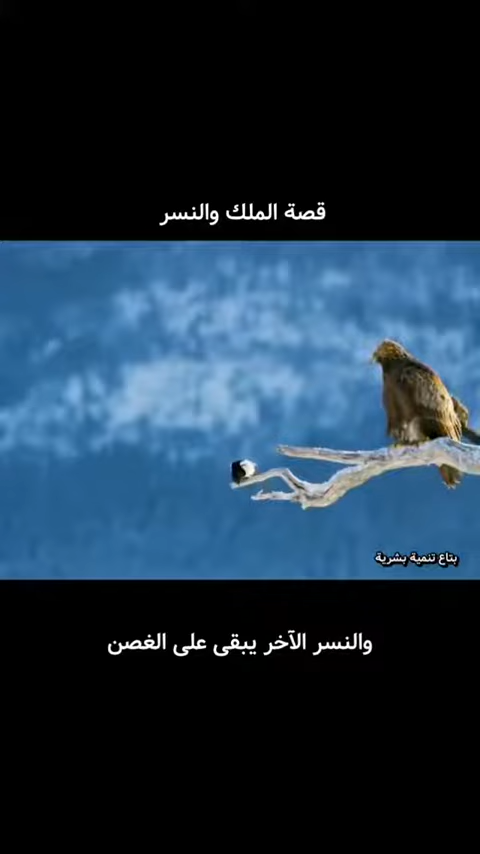 قصة الملك والنسر
بتاع تنمية بشرية
والنسر الآخر يبقى على الغصن